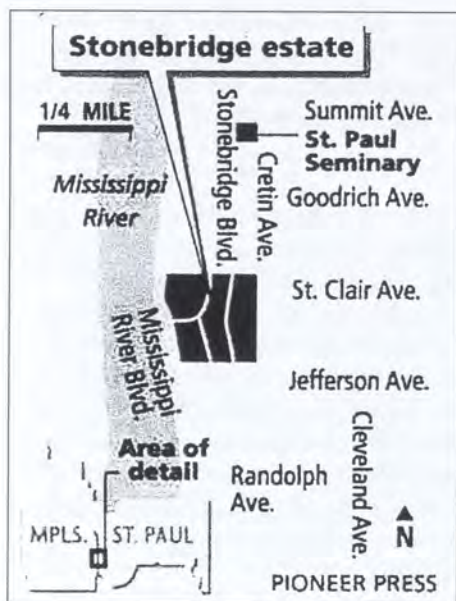 Stonebridge estate
1/4 MILE
Mississippi
River
Stonebridge Blvd.
Cretin Ave.
Summit Ave.
St. Paul
Seminary
Goodrich Ave.
St. Clair Ave.
Mississippi
River Blvd.
Jefferson Ave.
Cleveland Ave.
Area of
detail
Randolph
Ave.
MPLS.
ST. PAUL
N
PIONEER PRESS